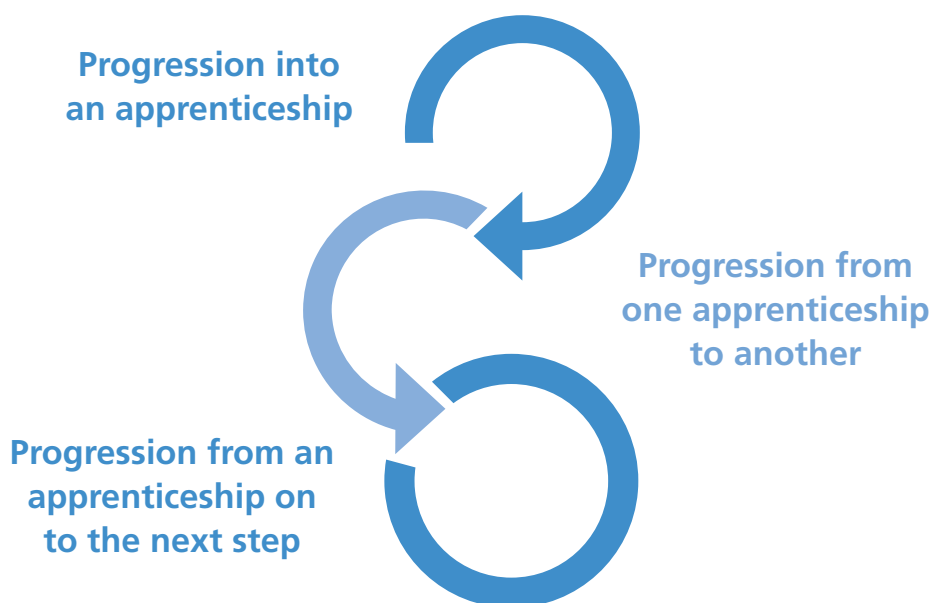 Progression into
an apprenticeship
Progression from
one apprenticeship
to another
Progression from an
apprenticeship on
to the next step